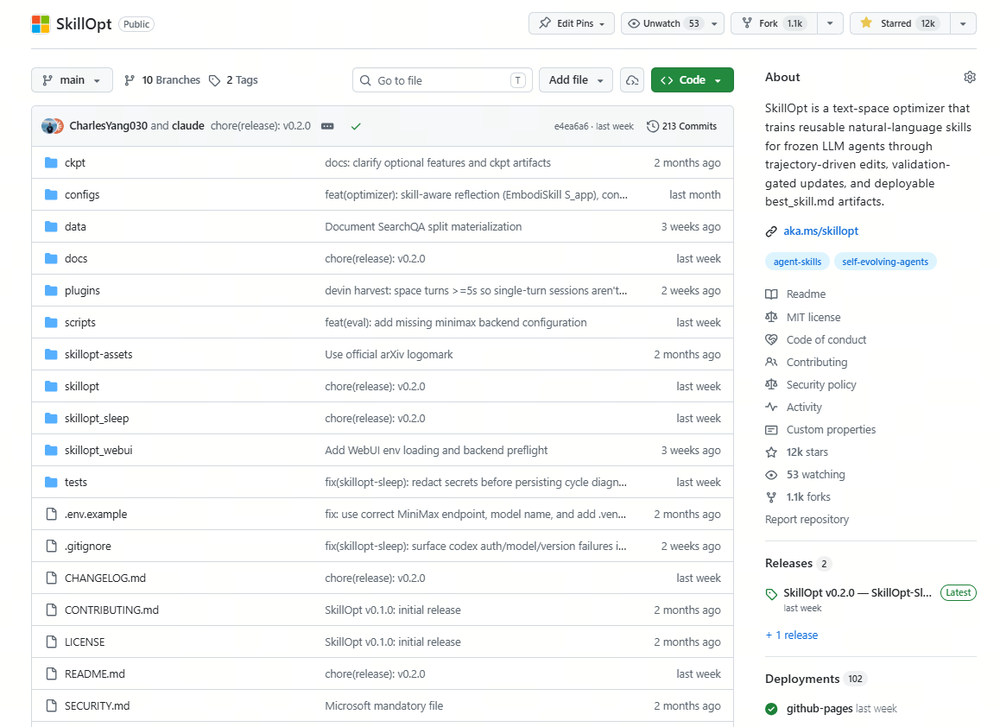 SkillOpt Public Edit Pins Unwatch 53 Fork 1.1k Starred 12k
main 10 Branches 2 Tags Go to file T Add file Code
CharlesYang030 and claude chore(release): v0.2.0 e4ea6a6 · last week 213 Commits
ckpt docs: clarify optional features and ckpt artifacts 2 months ago
configs feat(optimizer): skill-aware reflection (EmbodiSkill S_app), con... last month
data Document SearchQA split materialization 3 weeks ago
docs chore(release): v0.2.0 last week
plugins devin harvest: space turns >=5s so single-turn sessions aren't... 2 weeks ago
scripts feat(eval): add missing minimax backend configuration last week
skillopt-assets Use official arXiv logomark 2 months ago
skillopt chore(release): v0.2.0 last week
skillopt_sleep chore(release): v0.2.0 last week
skillopt_webui Add WebUI env loading and backend preflight 3 weeks ago
tests fix(skillopt-sleep): redact secrets before persisting cycle diagn... last week
.env.example fix: use correct MiniMax endpoint, model name, and add .ven... 2 months ago
.gitignore fix(skillopt-sleep): surface codex auth/model/version failures i... 2 weeks ago
CHANGELOG.md chore(release): v0.2.0 last week
CONTRIBUTING.md SkillOpt v0.1.0: initial release 2 months ago
LICENSE SkillOpt v0.1.0: initial release 2 months ago
README.md chore(release): v0.2.0 last week
SECURITY.md Microsoft mandatory file 2 months ago
About
SkillOpt is a text-space optimizer that
trains reusable natural-language skills
for frozen LLM agents through
trajectory-driven edits, validation-
gated updates, and deployable
best_skill.md artifacts.
aka.ms/skillopt
agent-skills self-evolving-agents
Readme
MIT license
Code of conduct
Contributing
Security policy
Activity
Custom properties
12k stars
53 watching
1.1k forks
Report repository
Releases 2
SkillOpt v0.2.0 — SkillOpt-Sl... Latest
last week
+ 1 release
Deployments 102
github-pages last week